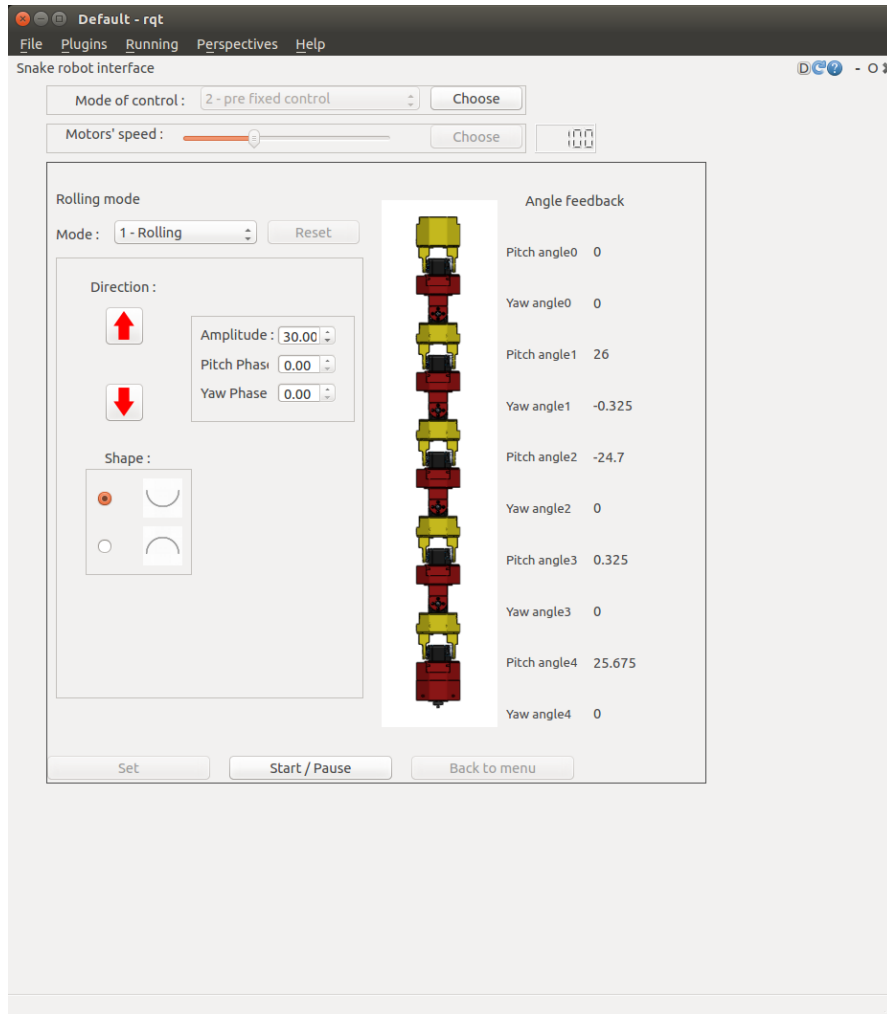 Default - rqt
File Plugins Running Perspectives Help
Snake robot interface
D ? - O
Mode of control : 2 - pre fixed control Choose
Motors' speed : Choose 100
Rolling mode
Angle feedback
Mode : 1 - Rolling Reset
Pitch angle0 0
Direction :
Yaw angle0 0
Amplitude : 30.00
Pitch Phase 0.00
Pitch angle1 26
Yaw Phase 0.00
Yaw angle1 -0.325
Shape :
Pitch angle2 -24.7
Yaw angle2 0
Pitch angle3 0.325
Yaw angle3 0
Pitch angle4 25.675
Yaw angle4 0
Set Start / Pause Back to menu